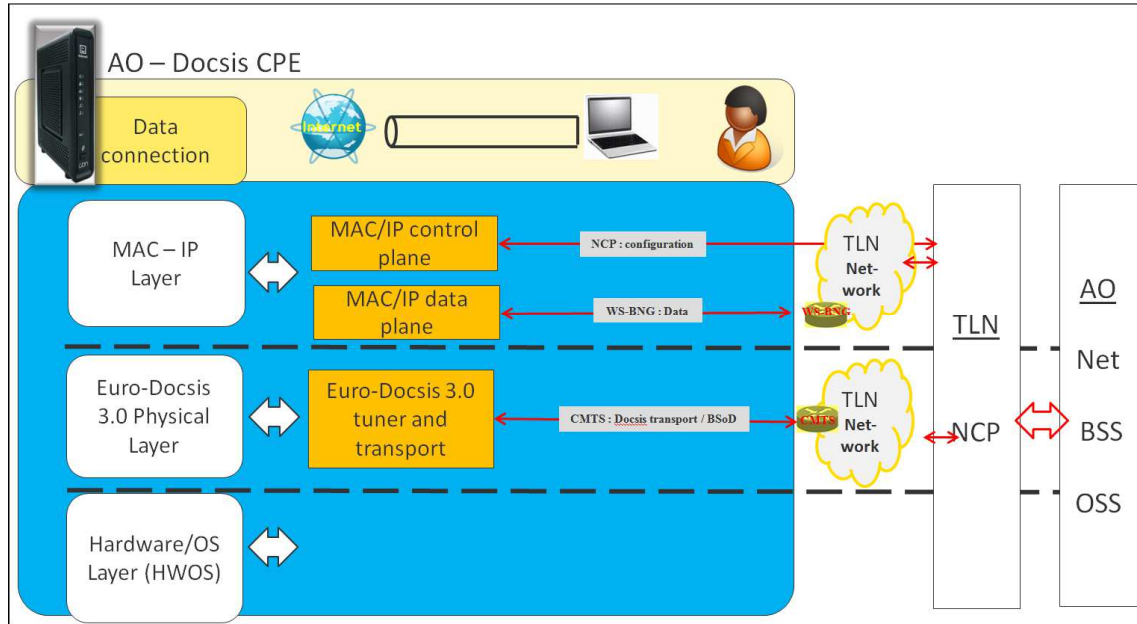 AO – Docsis CPE
Data
connection
Internet
MAC – IP
Layer
MAC/IP control
plane
NCP : configuration
TLN
Net-
work
MAC/IP data
plane
WS-BNG : Data
WS-BNG
Euro-Docsis
3.0 Physical
Layer
Euro-Docsis 3.0
tuner and
transport
CMTS : Docsis transport / BSoD
CMTS
TLN
Net-
work
Hardware/OS
Layer (HWOS)
TLN
NCP
AO
Net
BSS
OSS